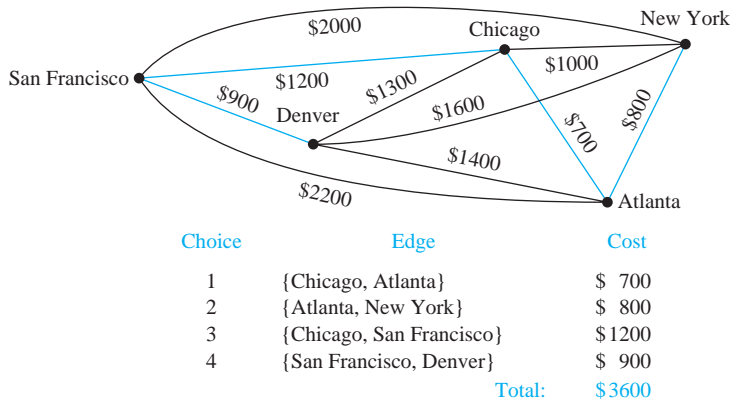 New York
$2000
Chicago
San Francisco
$1200
$1300
$1000
$900
Denver
$1600
$700
$800
$1400
$2200
Atlanta
Choice Edge Cost
1 {Chicago, Atlanta} $ 700
2 {Atlanta, New York} $ 800
3 {Chicago, San Francisco} $1200
4 {San Francisco, Denver} $ 900
Total: $3600